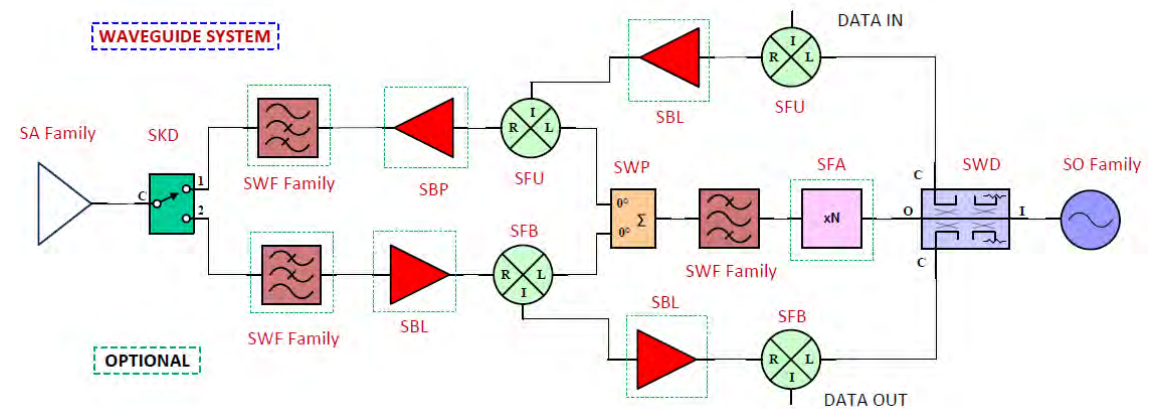 WAVEGUIDE SYSTEM
DATA IN
I
R L
SBL
SFU
SA Family
SKD
I
R L
SWF Family
SBP
SFU
SWP
SFA
SWD
SO Family
C
1
2
0°
0°
Σ
xN
C
O
I
C
SWF Family
SFB
R L
I
SWF Family
SBL
SBL
SFB
R L
I
OPTIONAL
DATA OUT